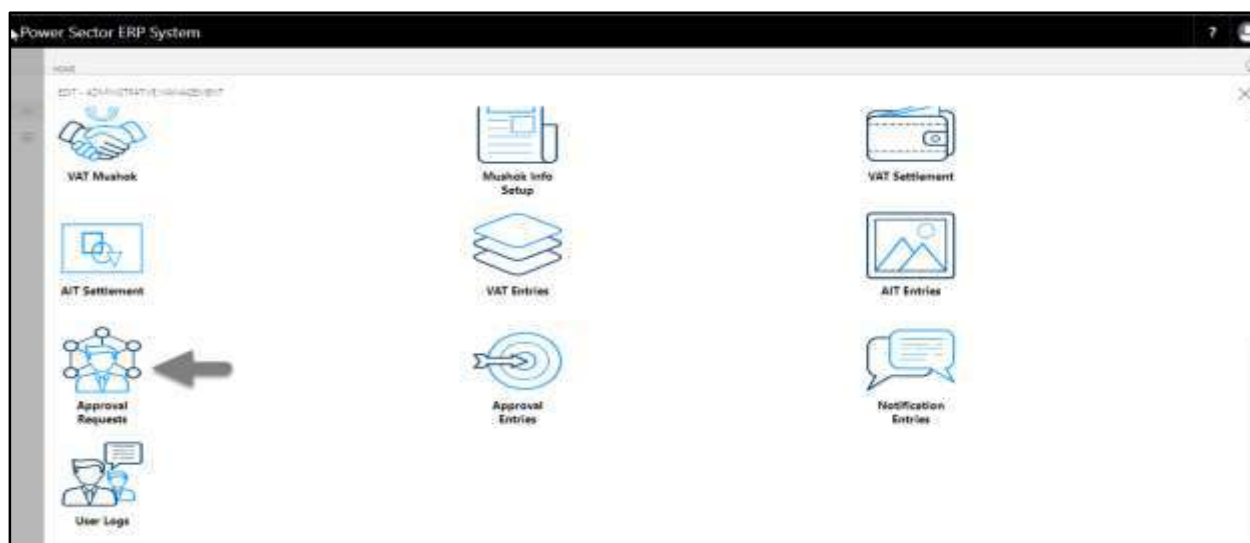 Power Sector ERP System
?
HOME
EDIT - ADMINISTRATIVE MANAGEMENT
VAT Mushok
Mushok Info
Setup
VAT Settlement
AIT Settlement
VAT Entries
AIT Entries
Approval
Requests
Approval
Entries
Notification
Entries
User Logs